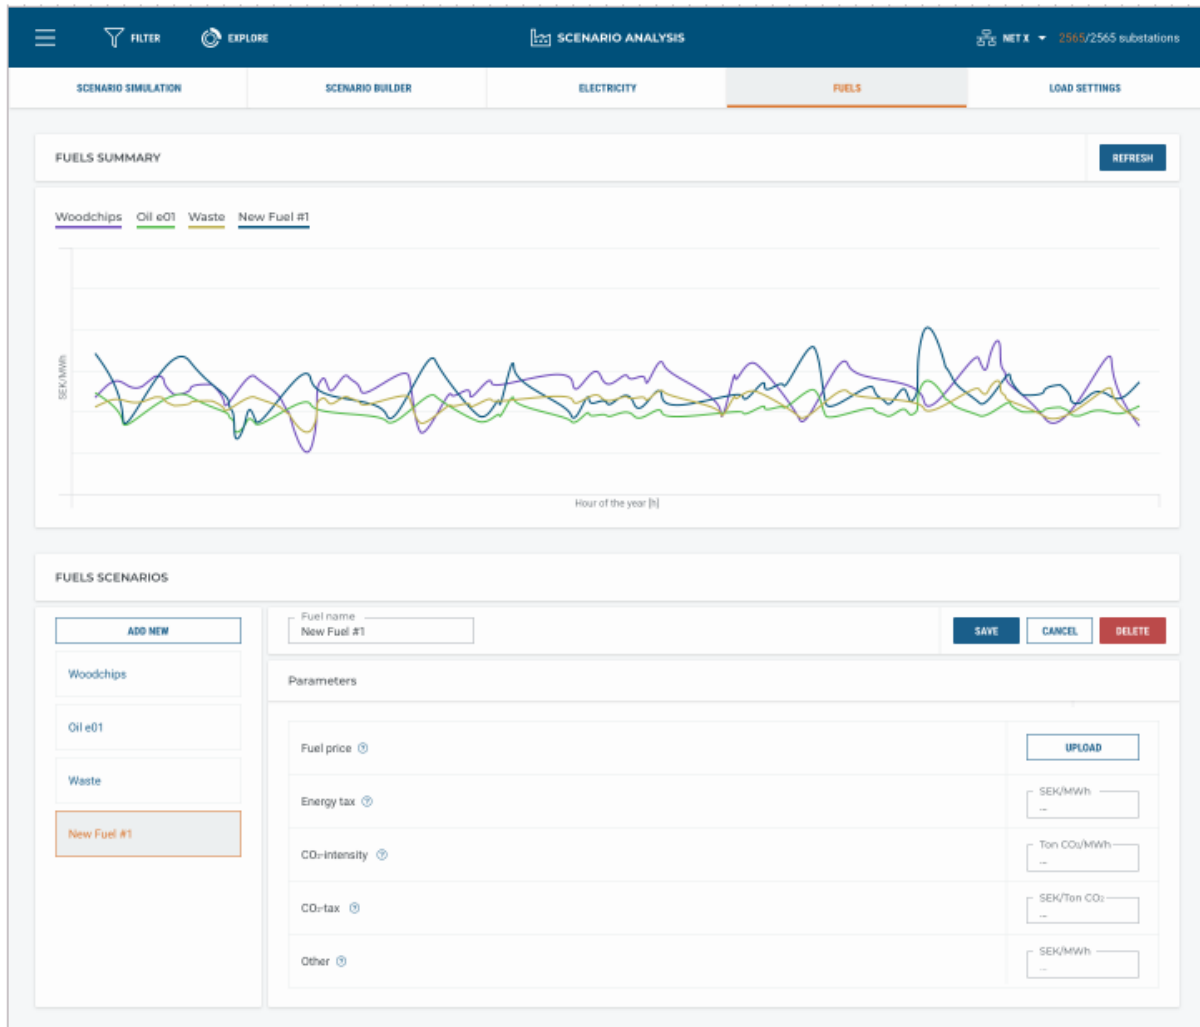 FILTER EXPLORE SCENARIO ANALYSIS NET X 2565/2565 substations
SCENARIO SIMULATION SCENARIO BUILDER ELECTRICITY FUELS LOAD SETTINGS
FUELS SUMMARY REFRESH
Woodchips Oil e01 Waste New Fuel #1
SEK/MWh
Hour of the year [h]
FUELS SCENARIOS
ADD NEW
Woodchips
Oil e01
Waste
New Fuel #1
Fuel name
New Fuel #1
SAVE CANCEL DELETE
Parameters
Fuel price ? UPLOAD
Energy tax ? SEK/MWh
--
CO₂-intensity ? Ton CO₂/MWh
--
CO₂-tax ? SEK/Ton CO₂
--
Other ? SEK/MWh
--